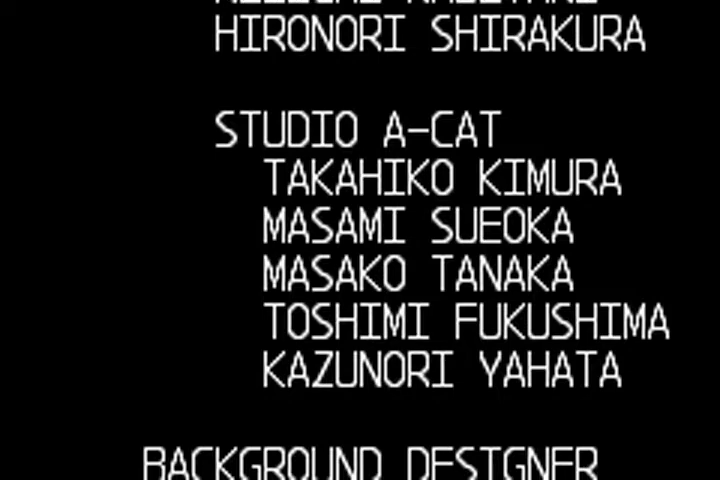 HIRONORI SHIRAKURA
STUDIO A-CAT
TAKAHIKO KIMURA
MASAMI SUEOKA
MASAKO TANAKA
TOSHIMI FUKUSHIMA
KAZUNORI YAHATA
BACKGROUND DESIGNER